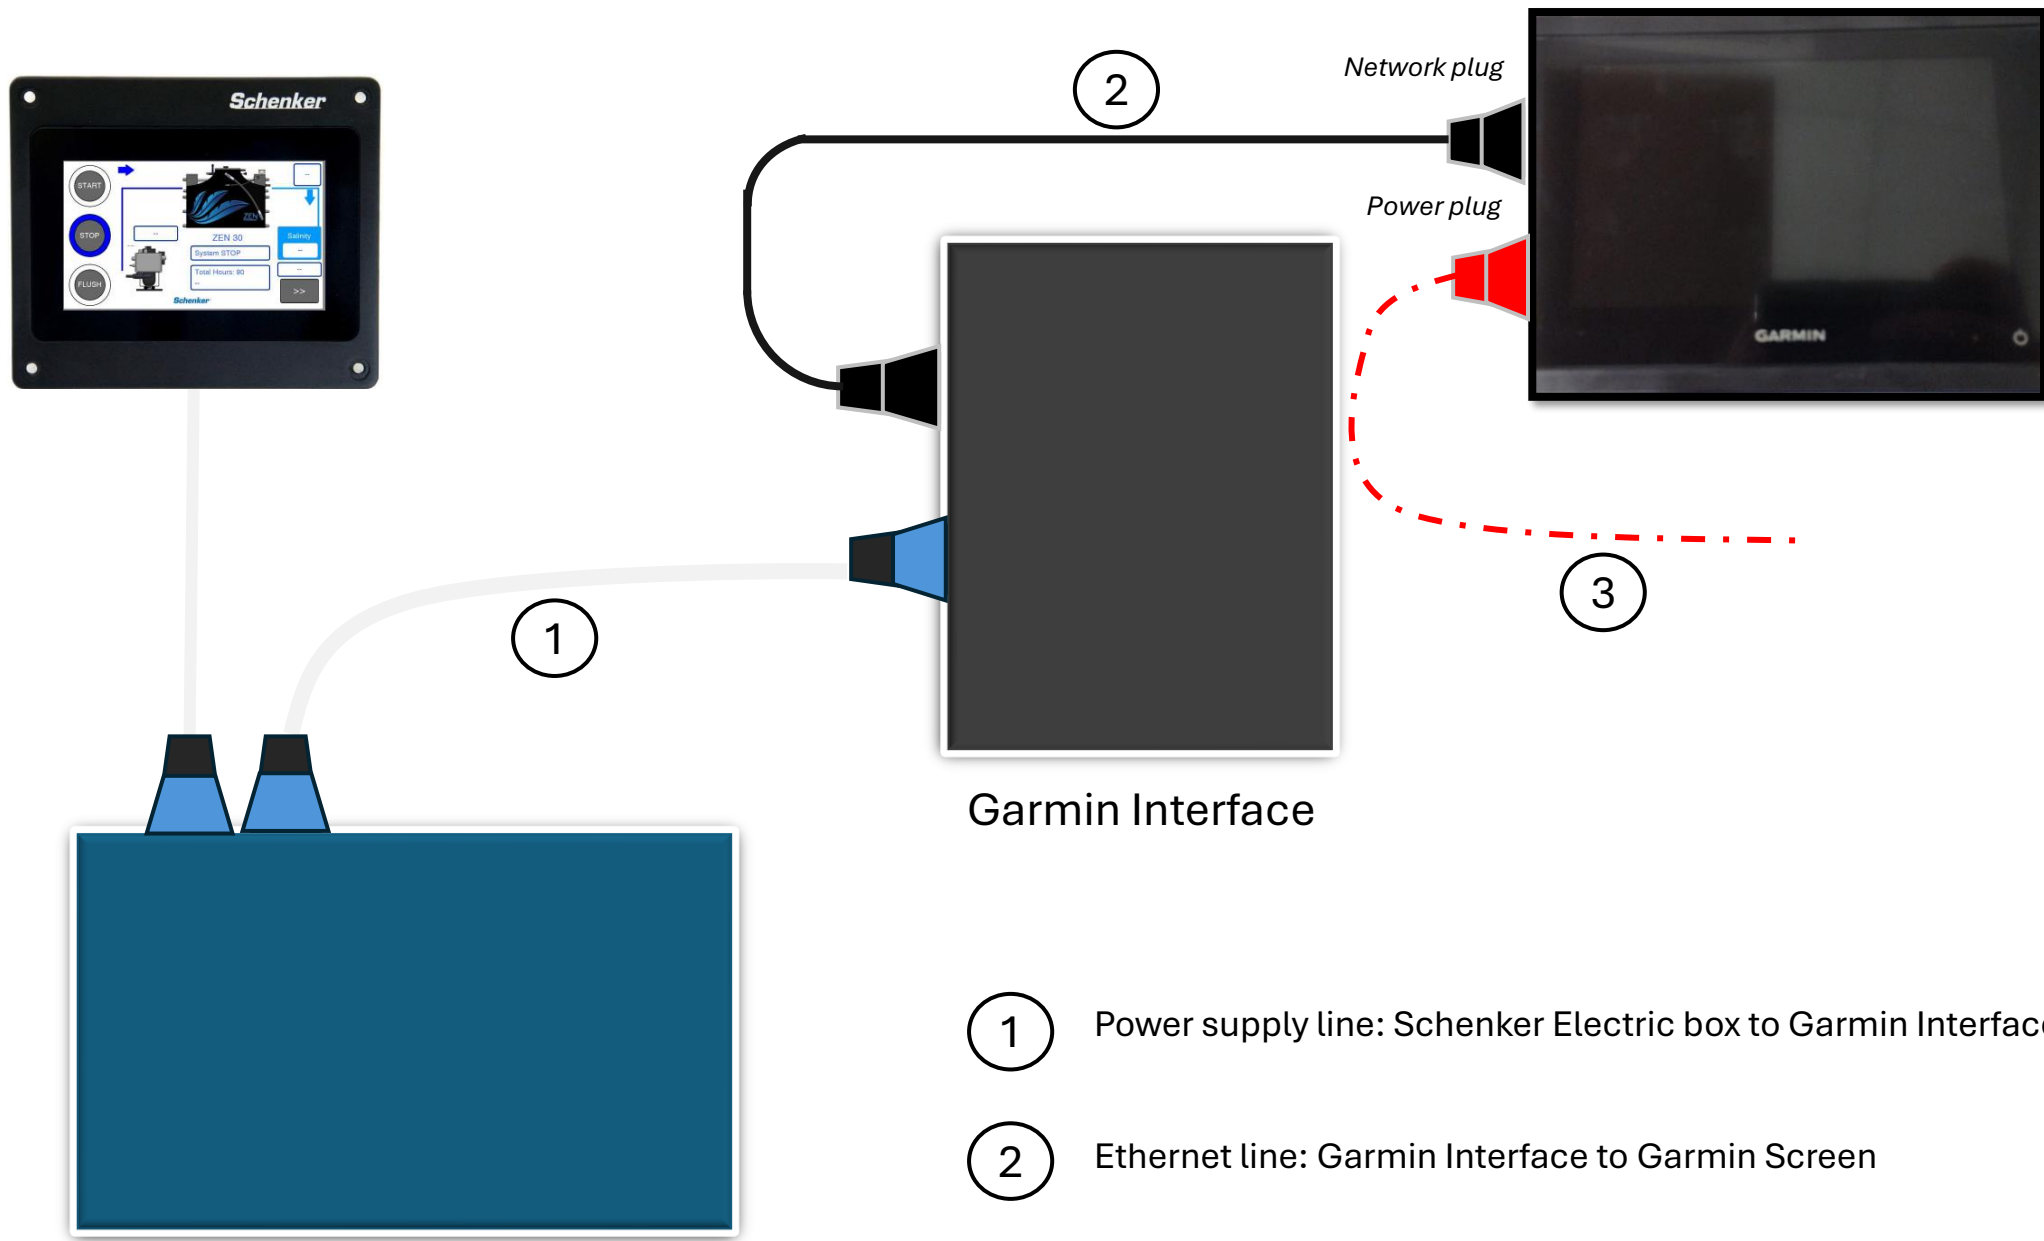 Schenker
START
STOP
FLUSH
ZEN
ZEN 30
System STOP
Total Hours: 80
--
Salinity
--
>>
Schenker
2
Network plug
Power plug
GARMIN
3
1
Garmin Interface
1 Power supply line: Schenker Electric box to Garmin Interfac
2 Ethernet line: Garmin Interface to Garmin Screen